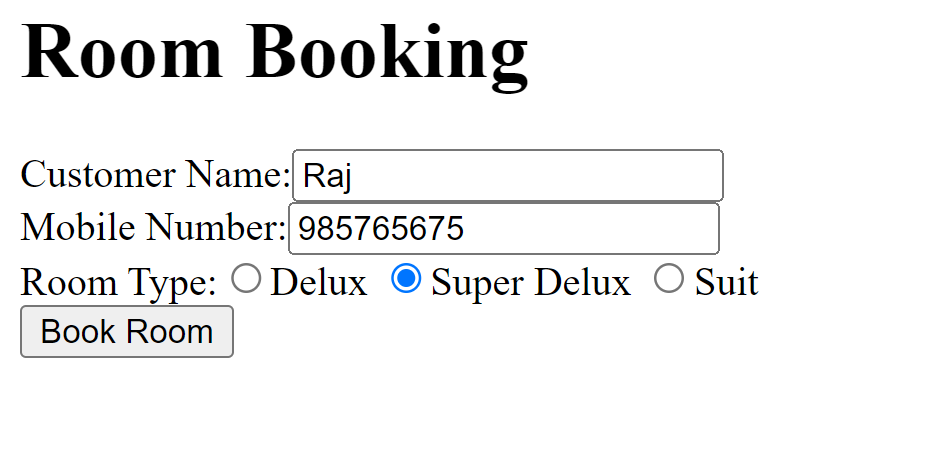 Room Booking
Customer Name: Raj
Mobile Number: 985765675
Room Type: Delux Super Delux Suit
Book Room